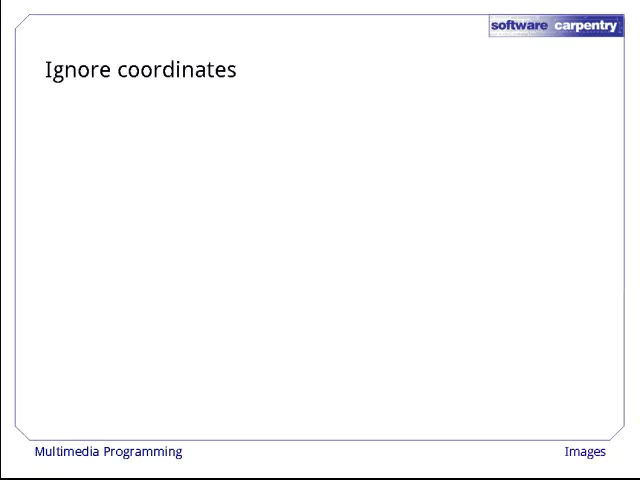 software carpentry
Ignore coordinates
Multimedia Programming
Images